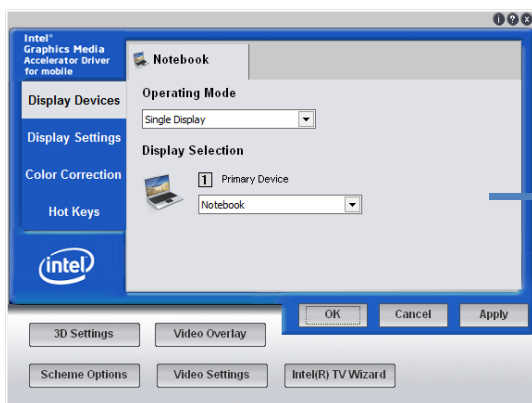 Intel®
Graphics Media
Accelerator Driver
for mobile
Notebook
Display Devices
Display Settings
Color Correction
Hot Keys
intel
Operating Mode
Single Display
Display Selection
1 Primary Device
Notebook
OK Cancel Apply
3D Settings Video Overlay
Scheme Options Video Settings Intel(R) TV Wizard